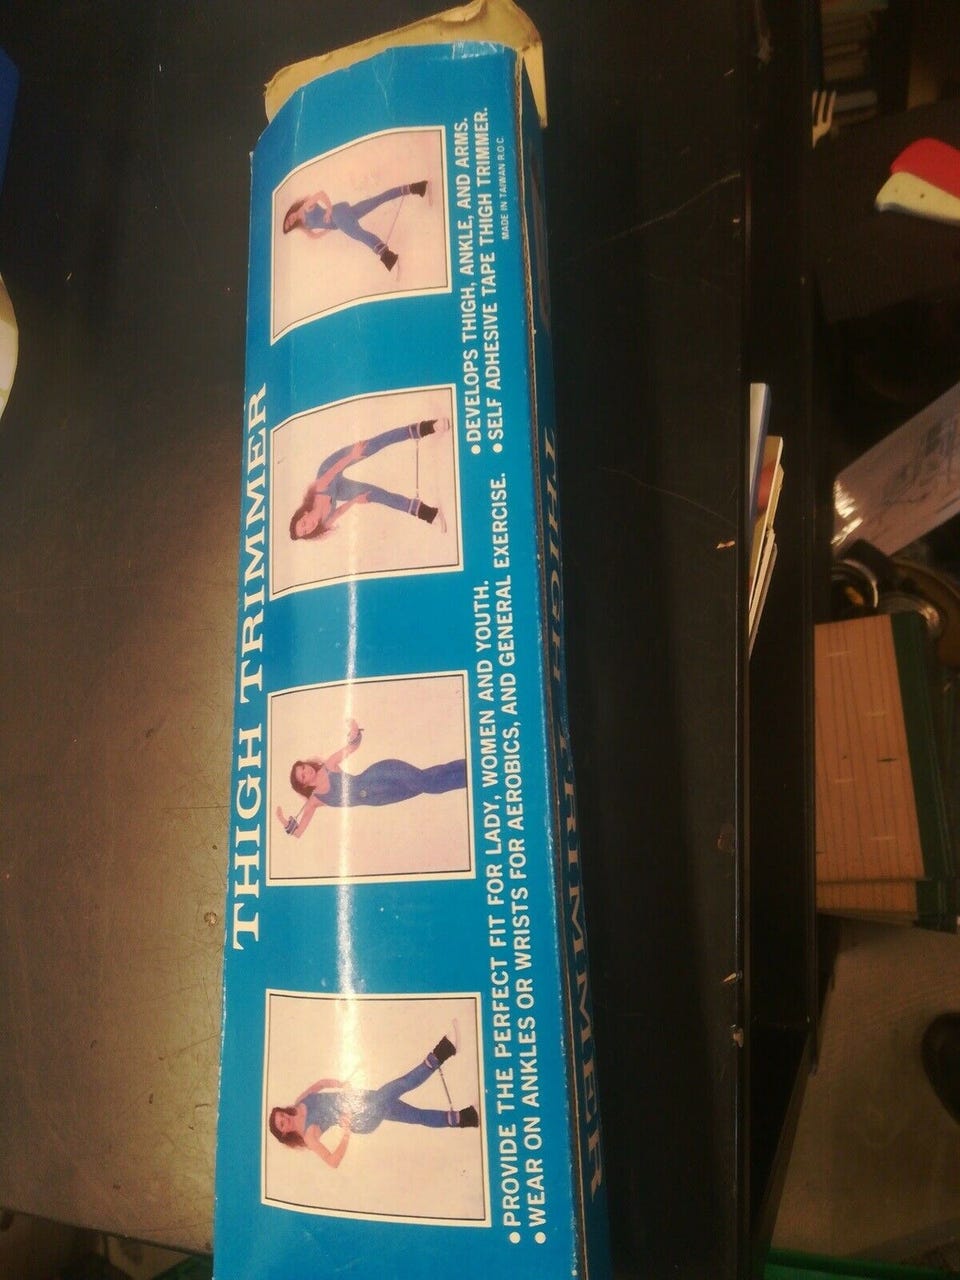 THIGH TRIMMER
• PROVIDE THE PERFECT FIT FOR LADY, WOMEN AND YOUTH.
• WEAR ON ANKLES OR WRISTS FOR AEROBICS, AND GENERAL EXERCISE.
• DEVELOPS THIGH, ANKLE, AND ARMS.
• SELF ADHESIVE TAPE THIGH TRIMMER.
MADE IN TAIWAN R.O.C
THIGH TRIMMER